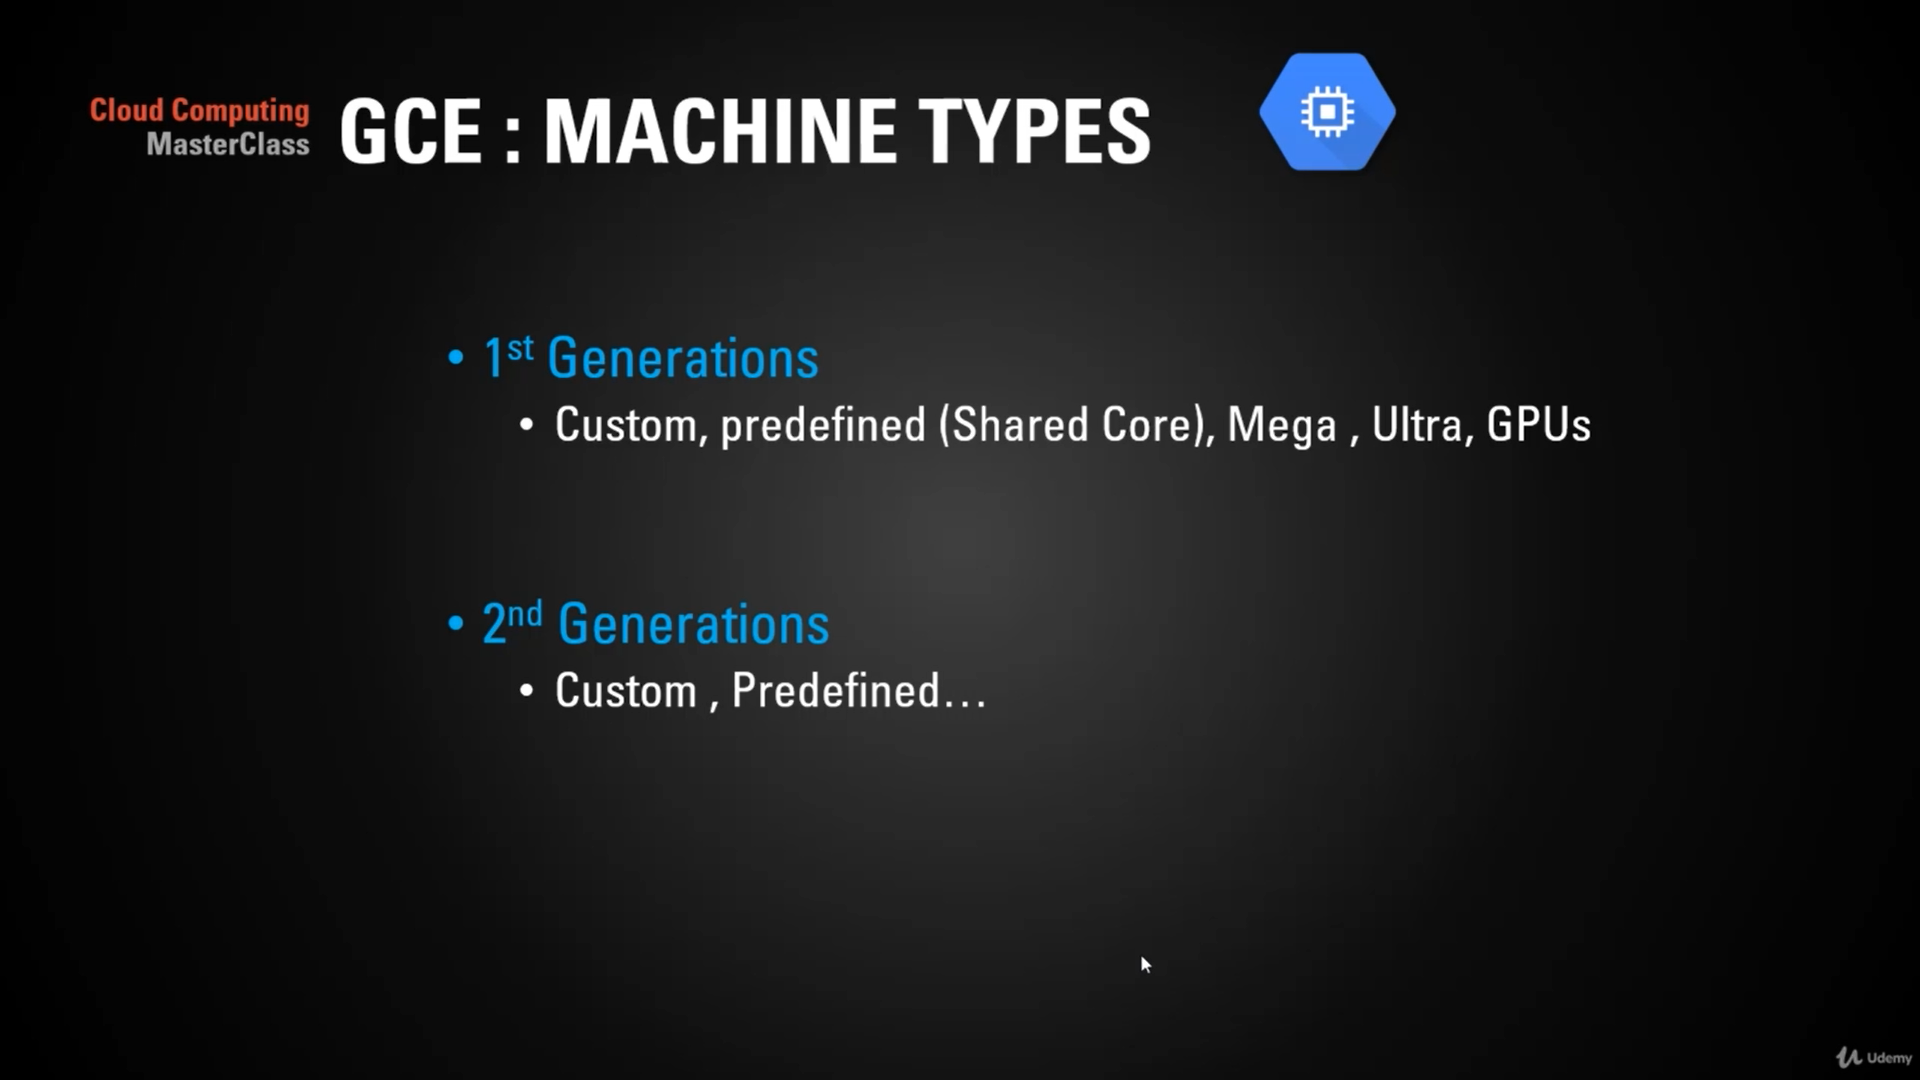 Cloud Computing
MasterClass
GCE : MACHINE TYPES
• 1st Generations
• Custom, predefined (Shared Core), Mega , Ultra, GPUs
• 2nd Generations
• Custom , Predefined...
Udemy